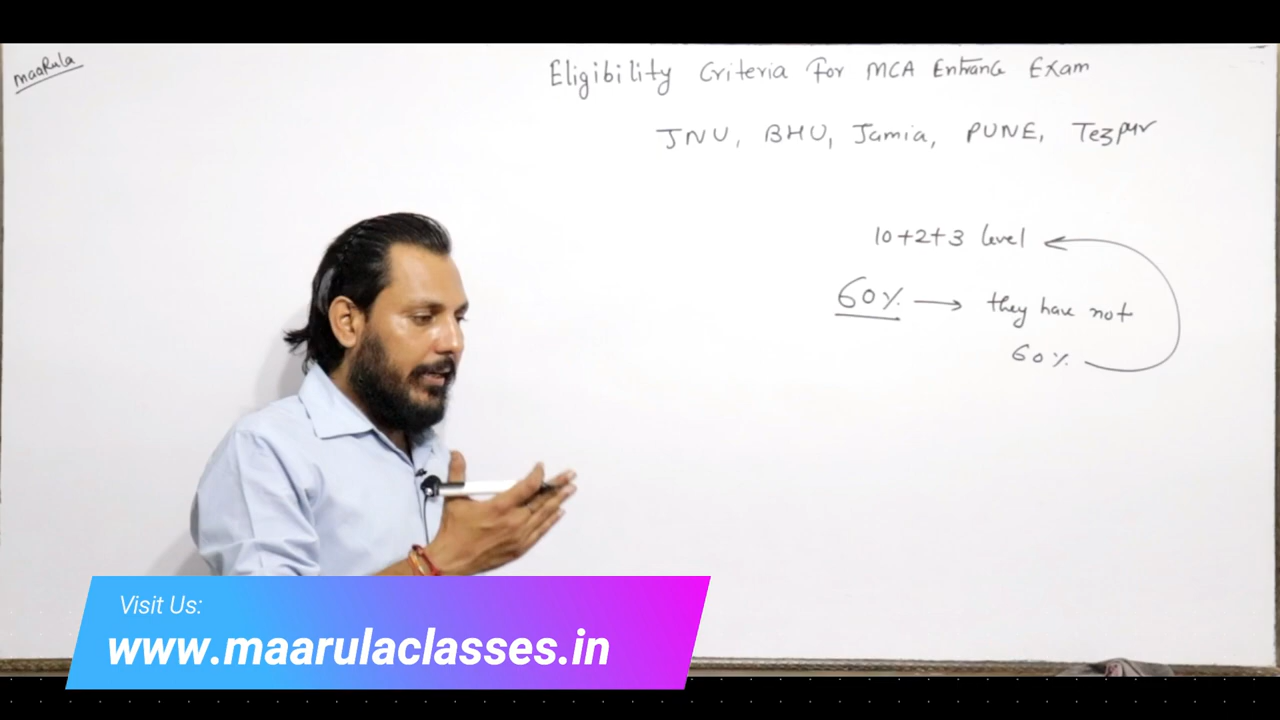 maaRula
Eligibility Criteria For MCA Entrance Exam
JNU, BHU, Jamia, PUNE, Tezpur
10+2+3 level
60% → they have not
60%
Visit Us:
www.maarulaclasses.in